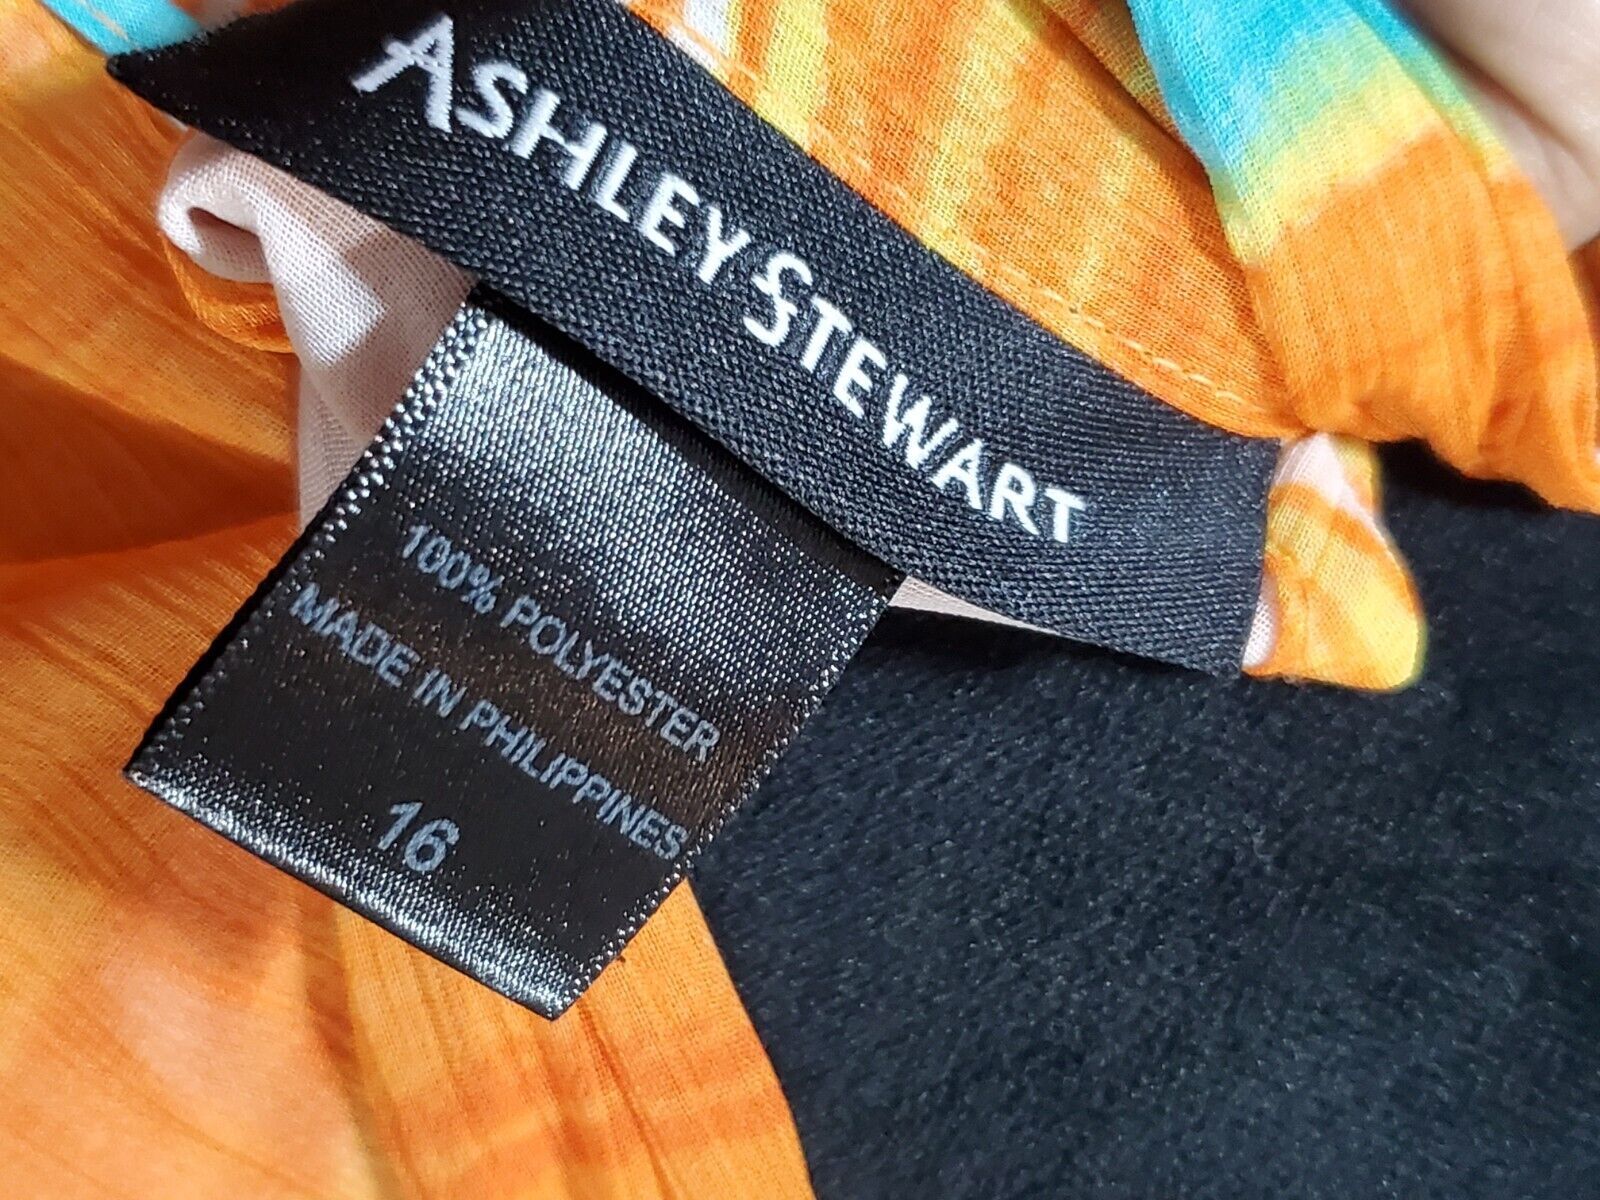 ASHLEY STEWART
100% POLYESTER
MADE IN PHILIPPINES
16